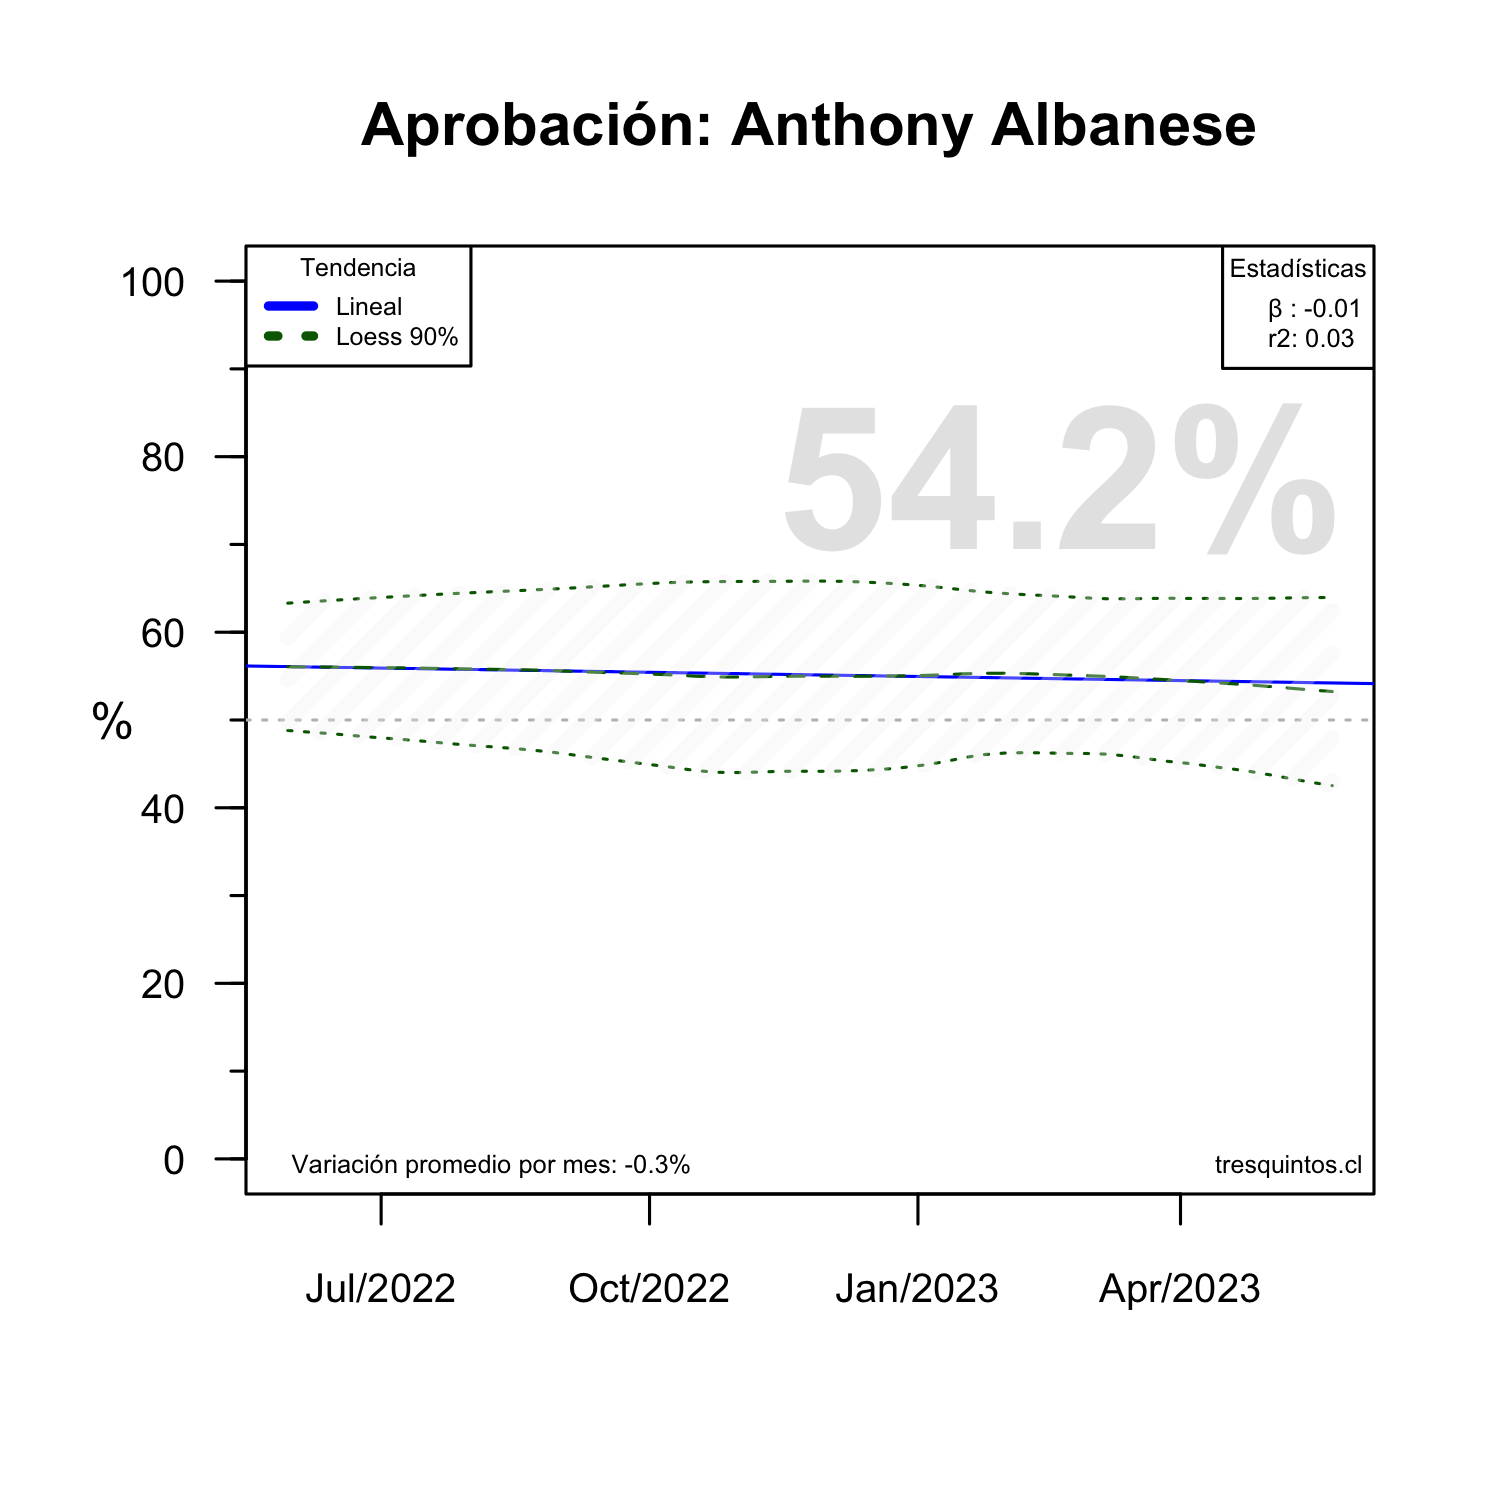 Aprobación: Anthony Albanese
Tendencia
Lineal
Loess 90%
Estadísticas
β : -0.01
r2: 0.03
54.2%
100
80
60
%
40
20
0
Variación promedio por mes: -0.3%
tresquintos.cl
Jul/2022
Oct/2022
Jan/2023
Apr/2023